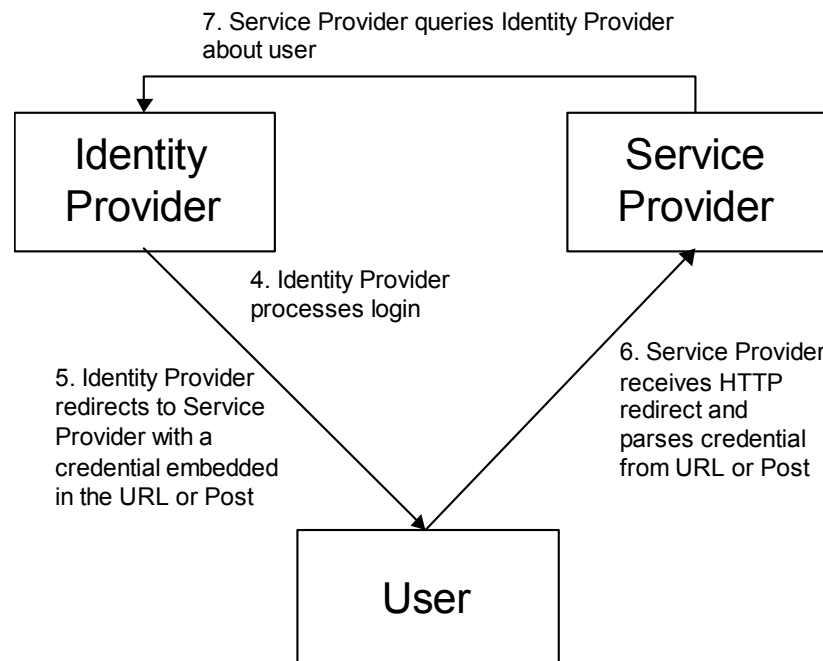 7. Service Provider queries Identity Provider
about user
Identity
Provider
Service
Provider
4. Identity Provider
processes login
5. Identity Provider
redirects to Service
Provider with a
credential embedded
in the URL or Post
6. Service Provider
receives HTTP
redirect and
parses credential
from URL or Post
User